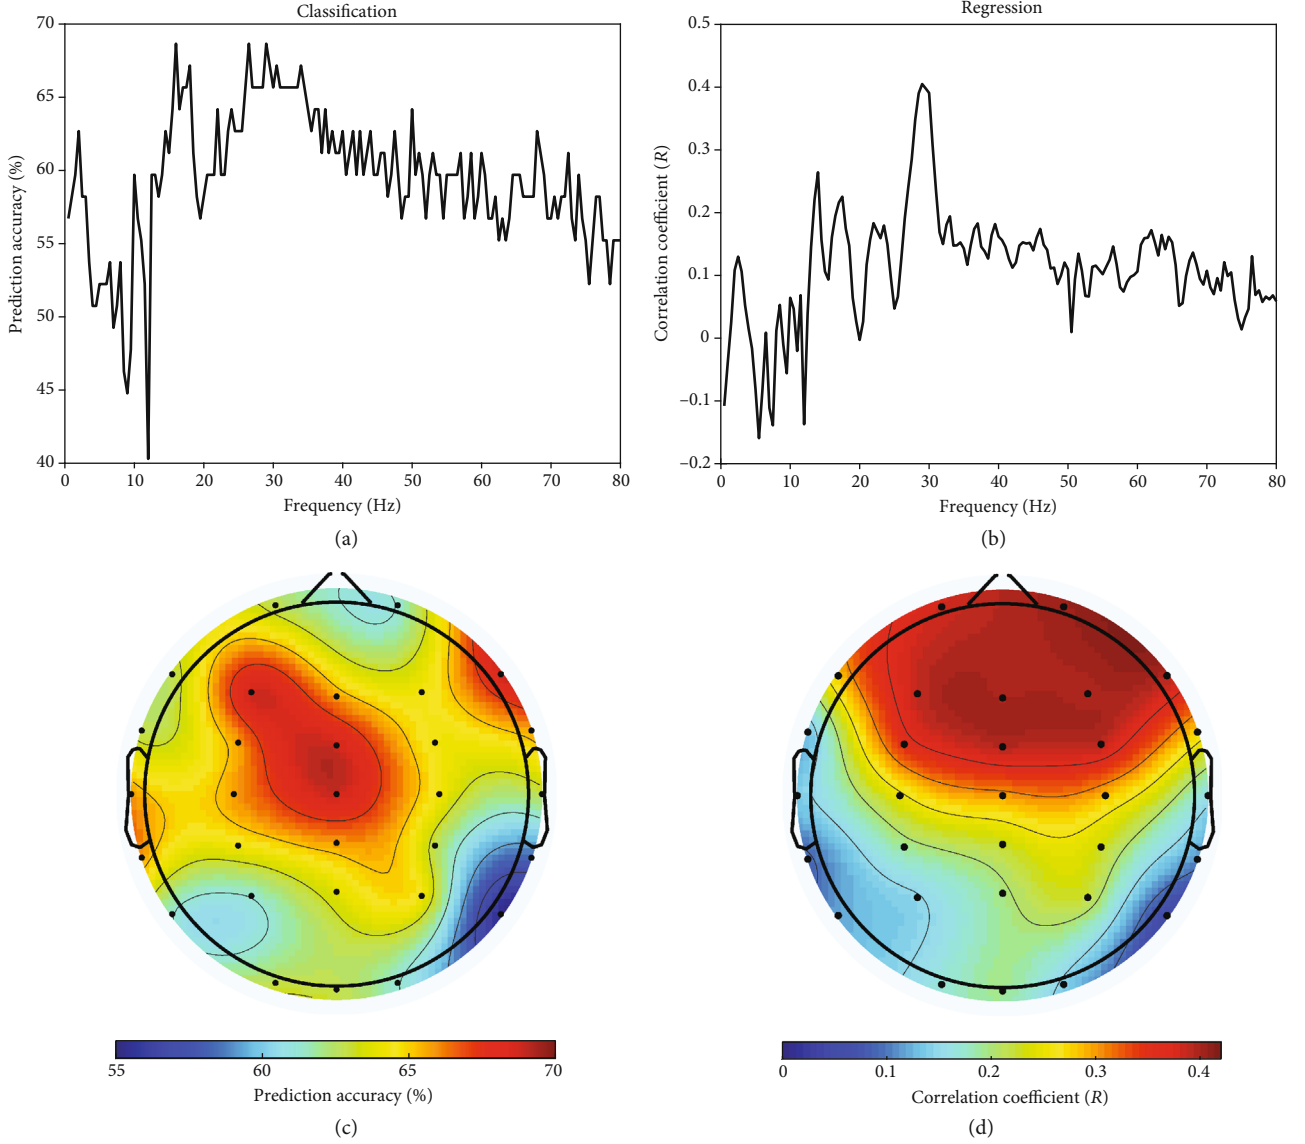 Classification
70
65
60
55
50
45
40
Prediction accuracy (%)
0 10 20 30 40 50 60 70 80
Frequency (Hz)
(a)
Regression
0.5
0.4
0.3
0.2
0.1
0
–0.1
–0.2
Correlation coefficient (R)
0 10 20 30 40 50 60 70 80
Frequency (Hz)
(b)
55 60 65 70
Prediction accuracy (%)
(c)
0 0.1 0.2 0.3 0.4
Correlation coefficient (R)
(d)